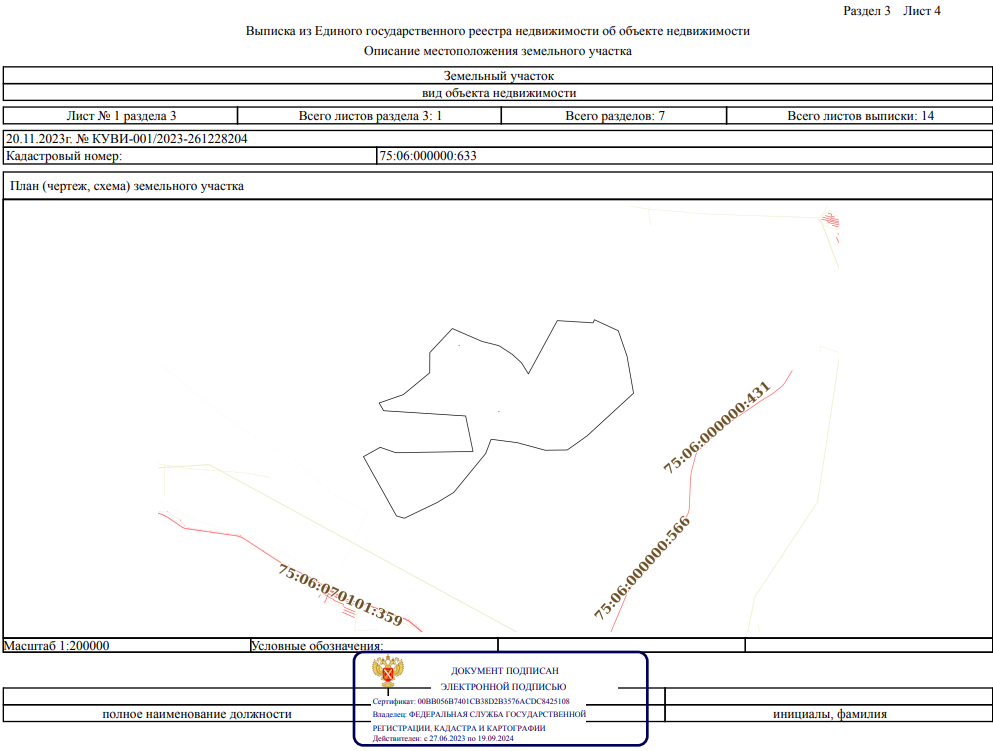 Раздел 3 Лист 4
Выписка из Единого государственного реестра недвижимости об объекте недвижимости
Описание местоположения земельного участка
Земельный участок
вид объекта недвижимости
Лист № 1 раздела 3 Всего листов раздела 3: 1 Всего разделов: 7 Всего листов выписки: 14
20.11.2023г. № КУВИ-001/2023-261228204
Кадастровый номер: 75:06:000000:633
План (чертеж, схема) земельного участка
75:06:000000:431
75:06:000000:566
75:06:070101:359
Масштаб 1:200000 Условные обозначения:
ДОКУМЕНТ ПОДПИСАН
ЭЛЕКТРОННОЙ ПОДПИСЬЮ
Сертификат: 00BB056B7401CB38D2B3576ACDC8425108
Владелец: ФЕДЕРАЛЬНАЯ СЛУЖБА ГОСУДАРСТВЕННОЙ
РЕГИСТРАЦИИ, КАДАСТРА И КАРТОГРАФИИ
Действителен: с 27.06.2023 по 19.09.2024
полное наименование должности инициалы, фамилия